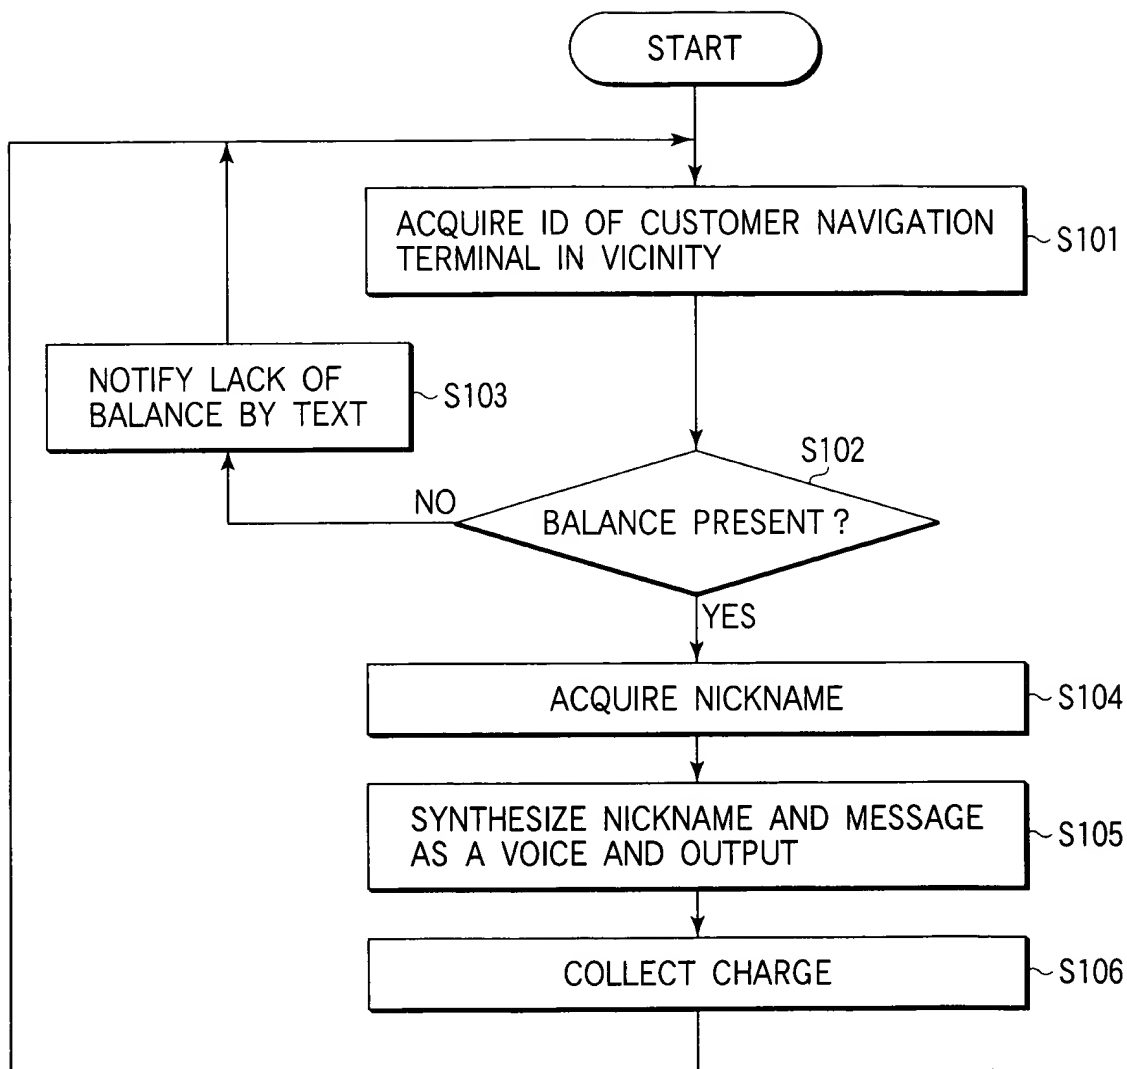 START
ACQUIRE ID OF CUSTOMER NAVIGATION
TERMINAL IN VICINITY
S101
NOTIFY LACK OF
BALANCE BY TEXT
S103
S102
NO
BALANCE PRESENT ?
YES
ACQUIRE NICKNAME
S104
SYNTHESIZE NICKNAME AND MESSAGE
AS A VOICE AND OUTPUT
S105
COLLECT CHARGE
S106